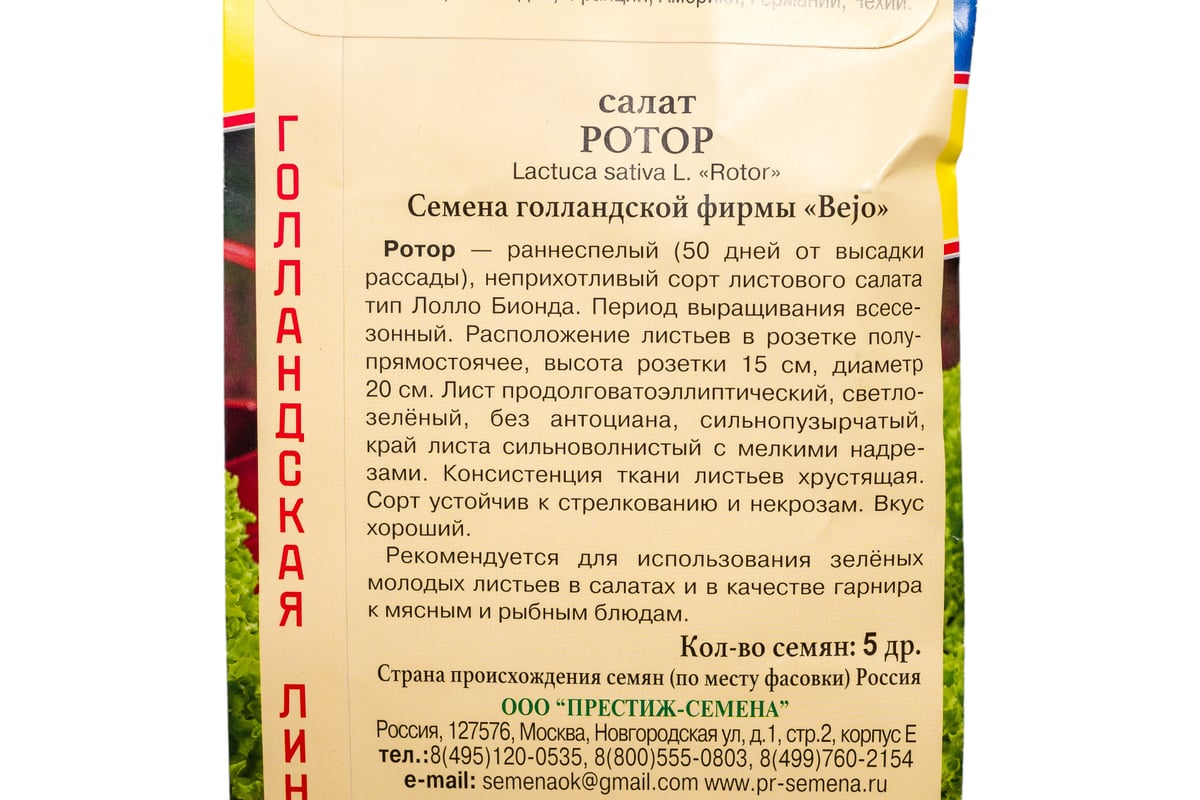 Франции, Америки, Германии, Чехии.
салат
РОТОР
Lactuca sativa L. «Rotor»
Семена голландской фирмы «Bejo»
Ротор — раннеспелый (50 дней от высадки
рассады), неприхотливый сорт листового салата
тип Лолло Бионда. Период выращивания всесе-
зонный. Расположение листьев в розетке полу-
прямостоячее, высота розетки 15 см, диаметр
20 см. Лист продолговатоэллиптический, светло-
зелёный, без антоциана, сильнопузырчатый,
край листа сильноволнистый с мелкими надре-
зами. Консистенция ткани листьев хрустящая.
Сорт устойчив к стрелкованию и некрозам. Вкус
хороший.
Рекомендуется для использования зелёных
молодых листьев в салатах и в качестве гарнира
к мясным и рыбным блюдам.
Кол-во семян: 5 др.
Страна происхождения семян (по месту фасовки) Россия
ООО “ПРЕСТИЖ-СЕМЕНА”
Россия, 127576, Москва, Новгородская ул, д.1, стр.2, корпус Е
тел.:8(495)120-0535, 8(800)555-0803, 8(499)760-2154
e-mail: semenaok@gmail.com www.pr-semena.ru
ГОЛЛАНДСКАЯ ЛИН